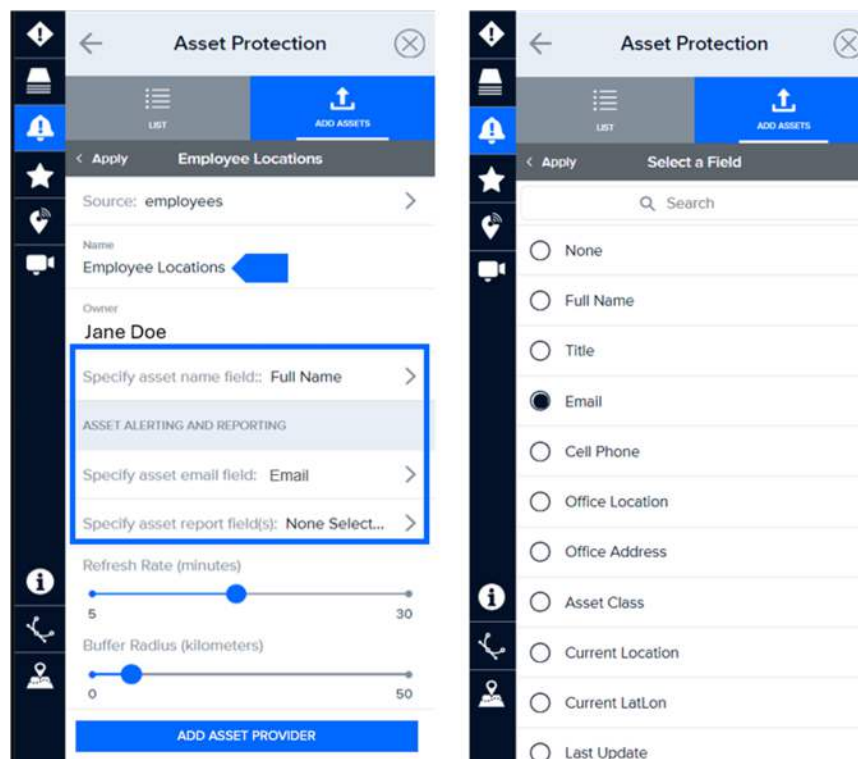 Asset Protection
LIST
ADD ASSETS
< Apply Employee Locations
Source: employees
Name
Employee Locations
Owner
Jane Doe
Specify asset name field:: Full Name
ASSET ALERTING AND REPORTING
Specify asset email field: Email
Specify asset report field(s): None Select...
Refresh Rate (minutes)
5 30
Buffer Radius (kilometers)
0 50
ADD ASSET PROVIDER
Asset Protection
LIST
ADD ASSETS
< Apply Select a Field
Search
None
Full Name
Title
Email
Cell Phone
Office Location
Office Address
Asset Class
Current Location
Current LatLon
Last Update